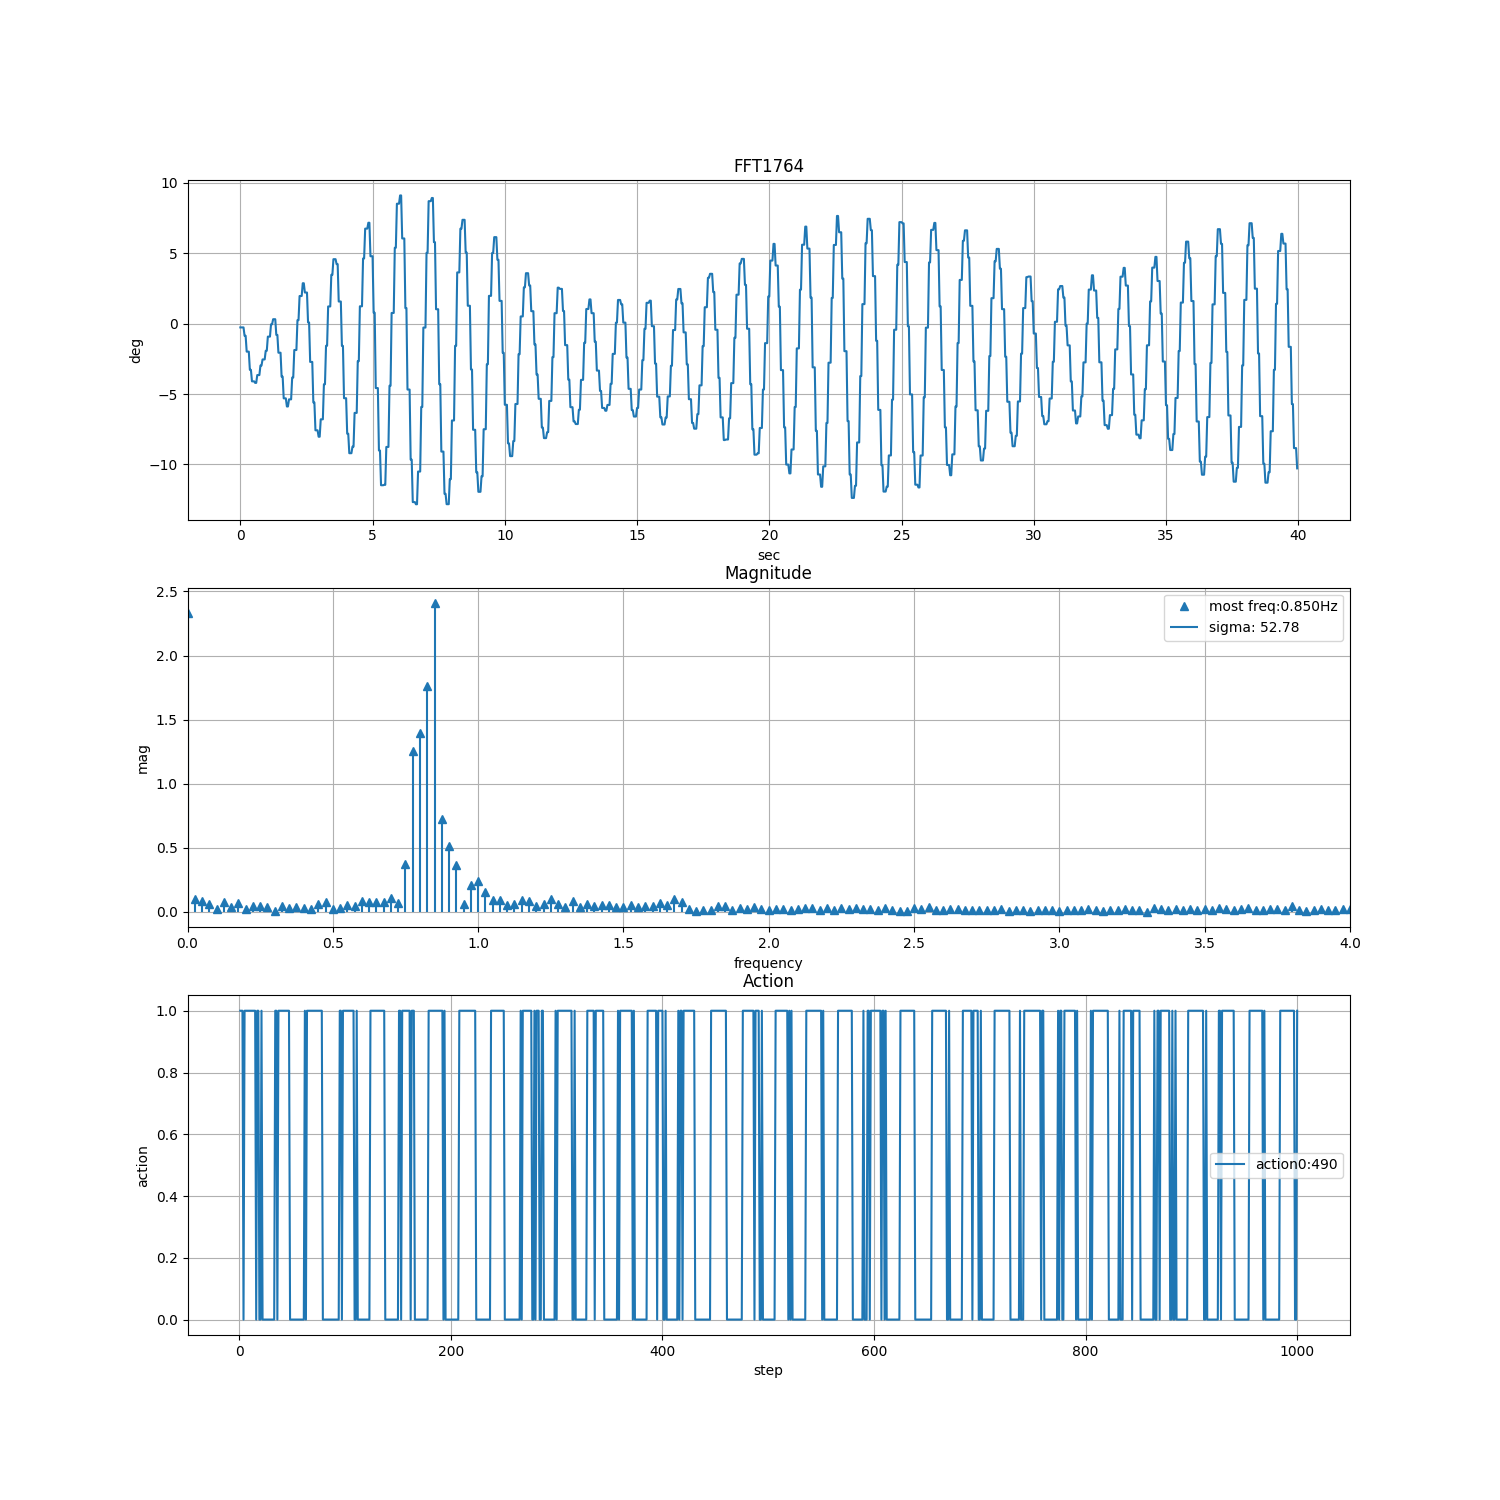 FFT1764
10
5
0
−5
−10
deg
0 5 10 15 20 25 30 35 40
sec
Magnitude
2.5
2.0
1.5
1.0
0.5
0.0
mag
most freq:0.850Hz
sigma: 52.78
0.0 0.5 1.0 1.5 2.0 2.5 3.0 3.5 4.0
frequency
Action
1.0
0.8
0.6
0.4
0.2
0.0
action
action0:490
0 200 400 600 800 1000
step